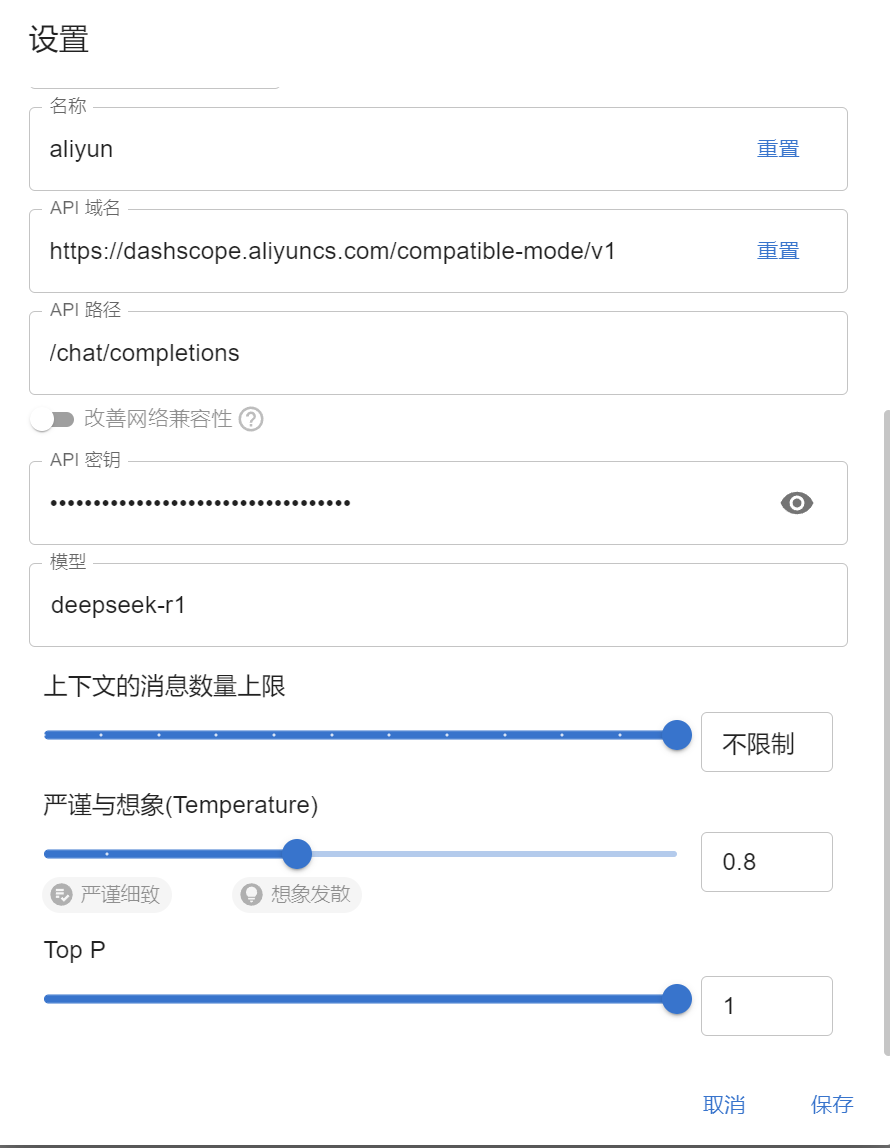 设置
名称
aliyun 重置
API 域名
https://dashscope.aliyuncs.com/compatible-mode/v1 重置
API 路径
/chat/completions
改善网络兼容性
API 密钥
•••••••••••••••••••••••••••••••••••
模型
deepseek-r1
上下文的消息数量上限
不限制
严谨与想象(Temperature)
0.8
严谨细致 想象发散
Top P
1
取消 保存